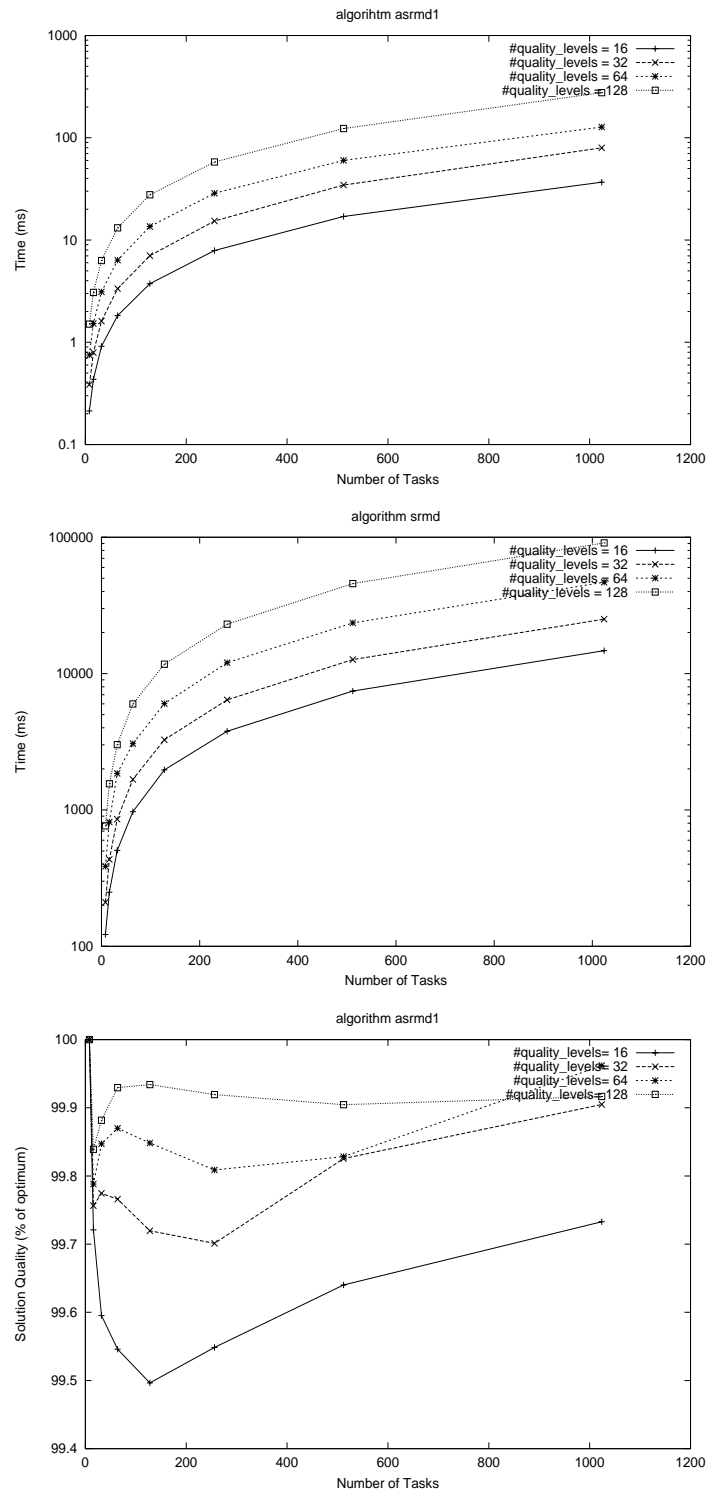 algorihtm asrmd1
1000
100
10
1
0.1
Time (ms)
#quality_levels = 16
#quality_levels = 32
#quality_levels = 64
#quality_levels = 128
0 200 400 600 800 1000 1200
Number of Tasks
algorithm srmd
100000
10000
1000
100
Time (ms)
#quality_levels = 16
#quality_levels = 32
#quality_levels = 64
#quality_levels = 128
0 200 400 600 800 1000 1200
Number of Tasks
algorithm asrmd1
100
99.9
99.8
99.7
99.6
99.5
99.4
Solution Quality (% of optimum)
#quality_levels= 16
#quality_levels= 32
#quality_levels= 64
#quality_levels= 128
0 200 400 600 800 1000 1200
Number of Tasks